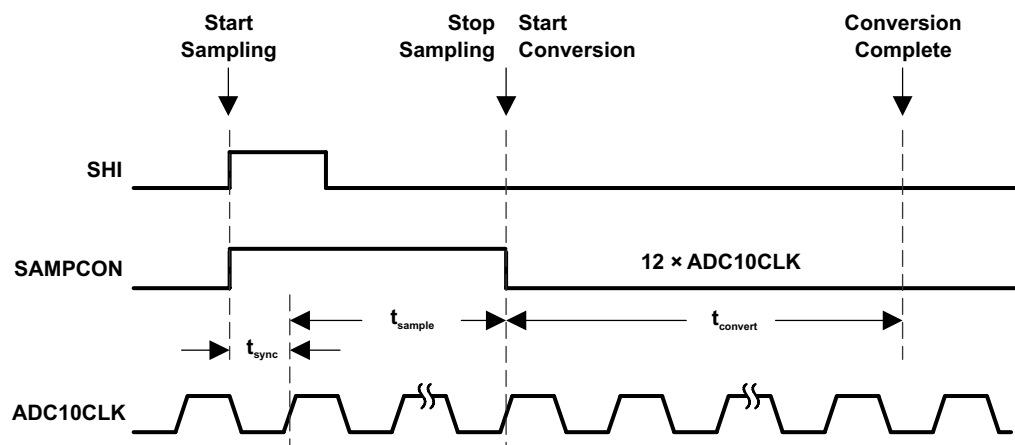 Start
Sampling
Stop
Sampling
Start
Conversion
Conversion
Complete
SHI
SAMPCON
12 × ADC10CLK
tsample
tconvert
tsync
ADC10CLK